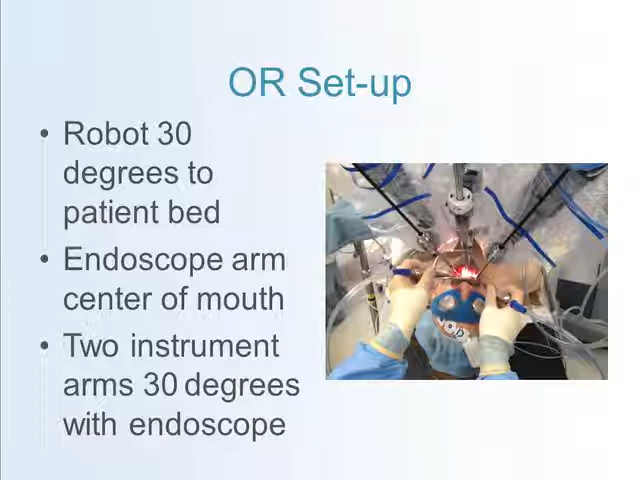 OR Set-up
• Robot 30
degrees to
patient bed
• Endoscope arm
center of mouth
• Two instrument
arms 30 degrees
with endoscope